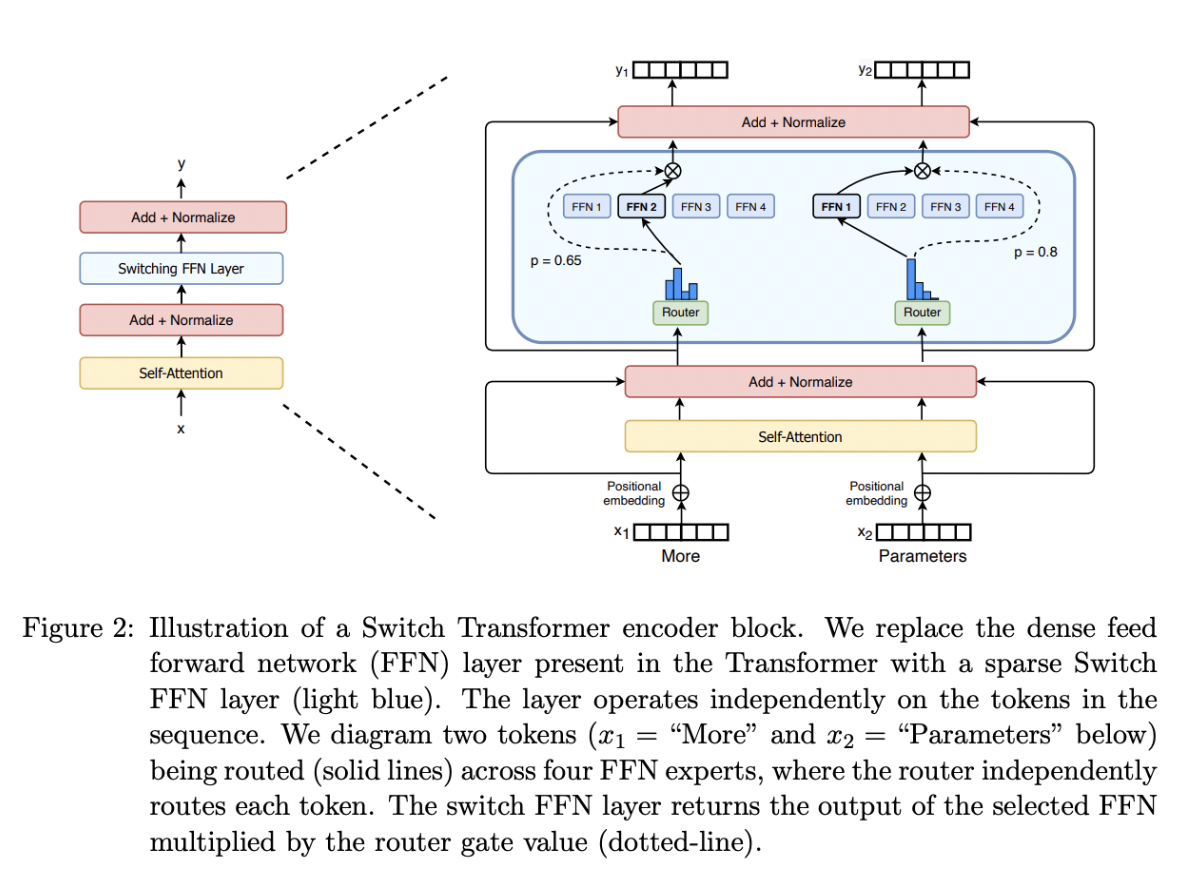 y
Add + Normalize
Switching FFN Layer
Add + Normalize
Self-Attention
x
y1 y2
Add + Normalize
FFN 1 FFN 2 FFN 3 FFN 4 FFN 1 FFN 2 FFN 3 FFN 4
p = 0.65 p = 0.8
Router Router
Add + Normalize
Self-Attention
Positional embedding Positional embedding
x1 x2
More Parameters
Figure 2: Illustration of a Switch Transformer encoder block. We replace the dense feed
forward network (FFN) layer present in the Transformer with a sparse Switch
FFN layer (light blue). The layer operates independently on the tokens in the
sequence. We diagram two tokens (x1 = “More” and x2 = “Parameters” below)
being routed (solid lines) across four FFN experts, where the router independently
routes each token. The switch FFN layer returns the output of the selected FFN
multiplied by the router gate value (dotted-line).